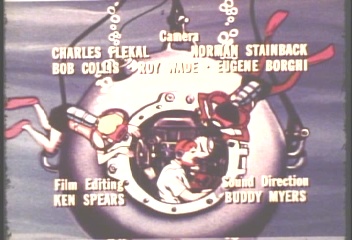 Camera
CHARLES FLEKAL NORMAN STAINBACK
BOB COLLIS · ROY WADE · EUGENE BORGHI
Film Editing
KEN SPEARS
Sound Direction
BUDDY MYERS